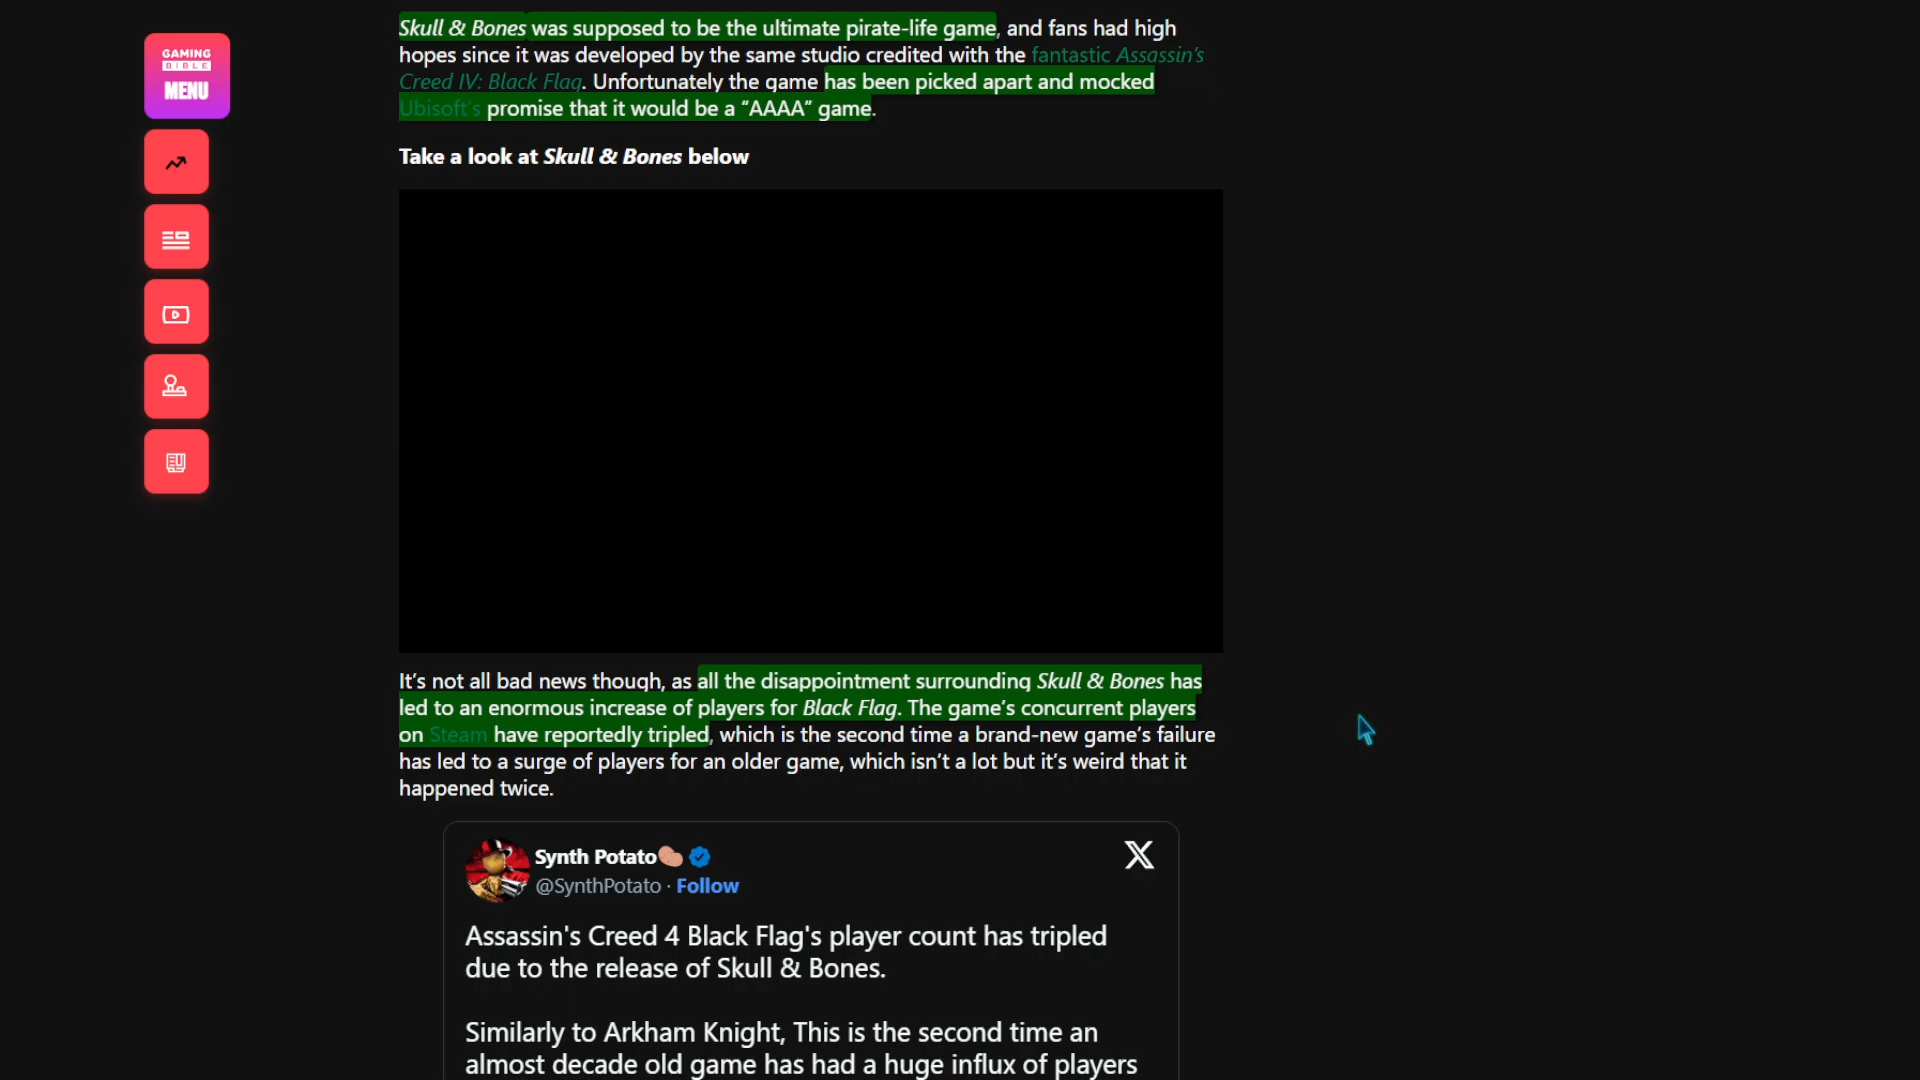 GAMING
BIBLE
MENU
Skull & Bones was supposed to be the ultimate pirate-life game, and fans had high
hopes since it was developed by the same studio credited with the fantastic Assassin’s
Creed IV: Black Flag. Unfortunately the game has been picked apart and mocked
Ubisoft’s promise that it would be a “AAAA” game.
Take a look at Skull & Bones below
It’s not all bad news though, as all the disappointment surrounding Skull & Bones has
led to an enormous increase of players for Black Flag. The game’s concurrent players
on Steam have reportedly tripled, which is the second time a brand-new game’s failure
has led to a surge of players for an older game, which isn’t a lot but it’s weird that it
happened twice.
Synth Potato
@SynthPotato · Follow
Assassin's Creed 4 Black Flag's player count has tripled
due to the release of Skull & Bones.
Similarly to Arkham Knight, This is the second time an
almost decade old game has had a huge influx of players